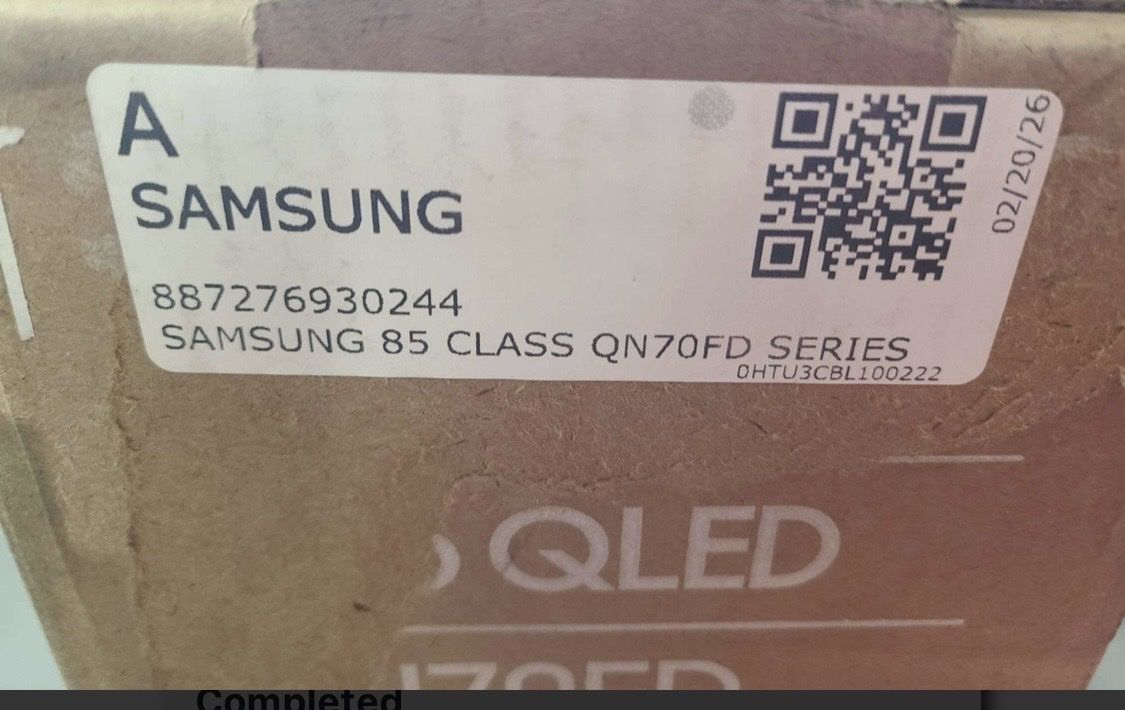 A
SAMSUNG
887276930244
SAMSUNG 85 CLASS QN70FD SERIES
0HTU3CBL100222
02/20/26
QLED
Completed